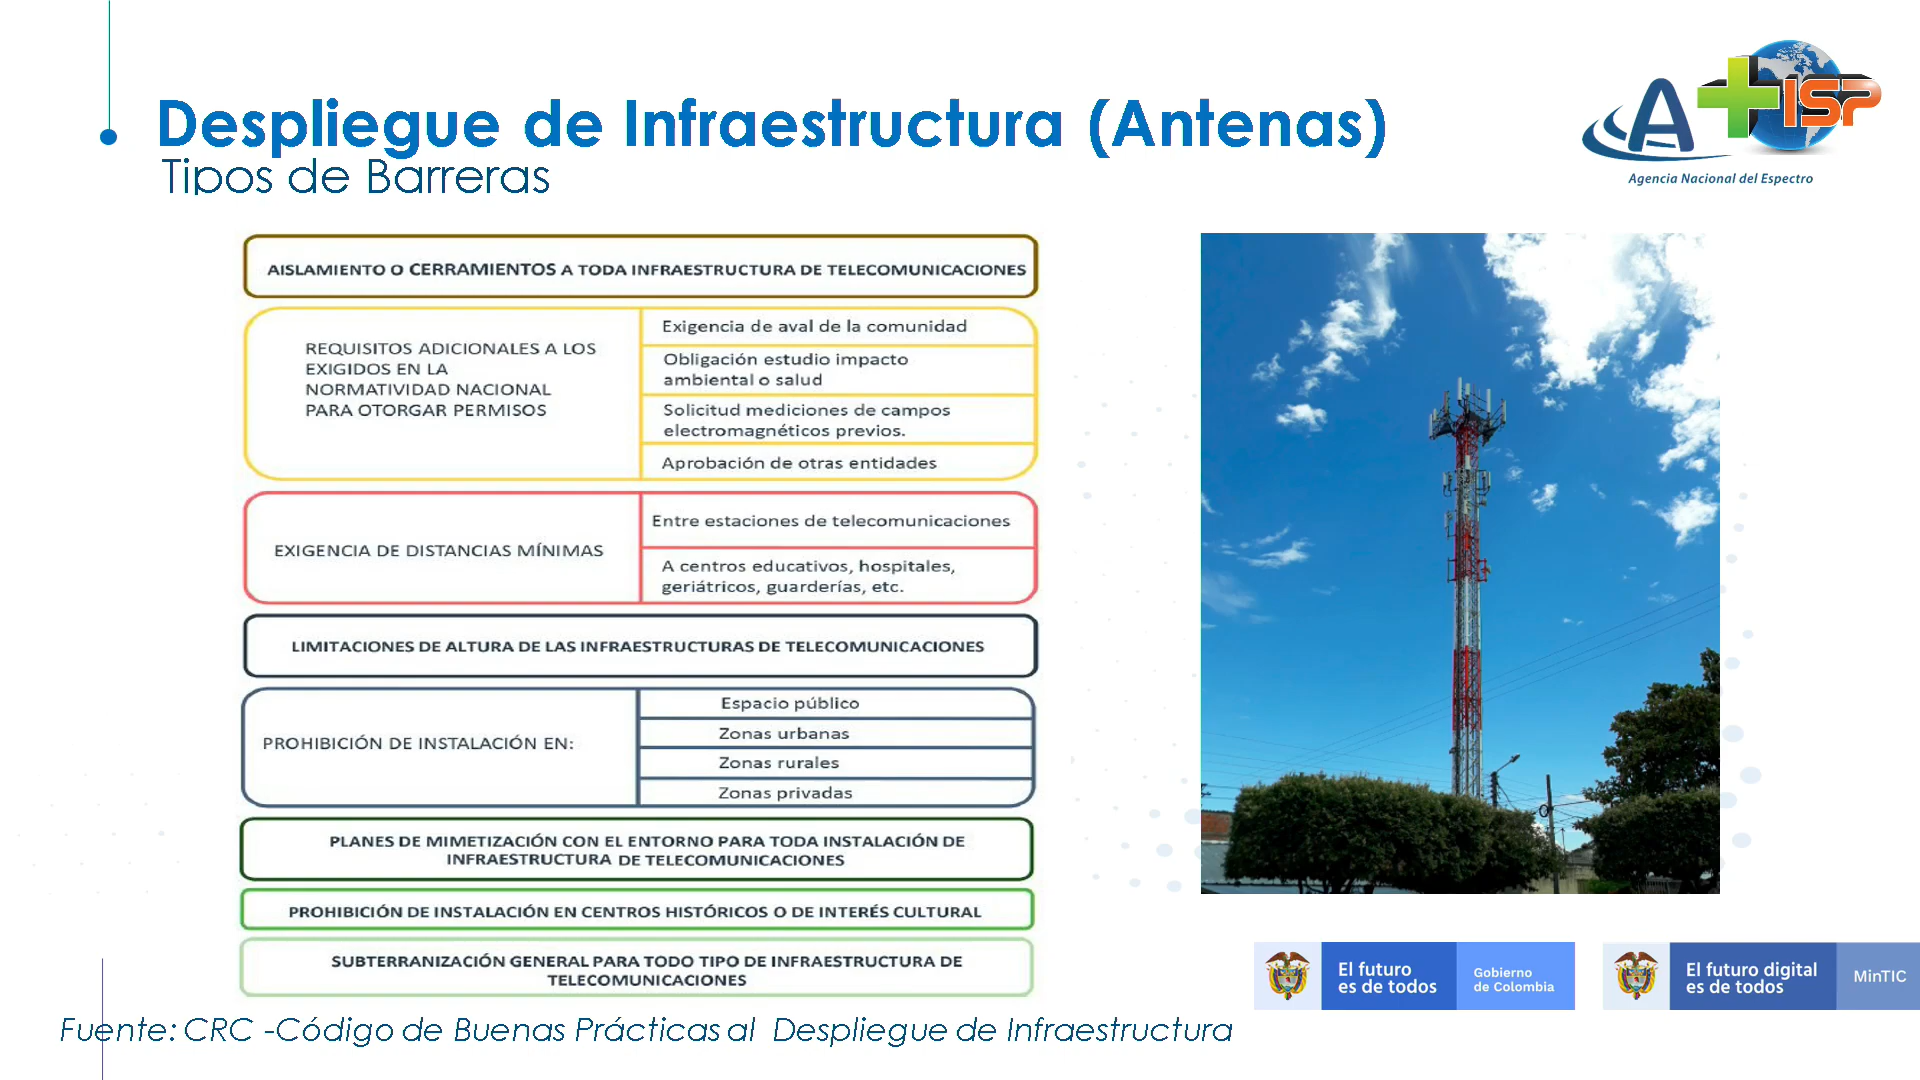 Despliegue de Infraestructura (Antenas)
Tipos de Barreras
A+ISP
Agencia Nacional del Espectro
AISLAMIENTO O CERRAMIENTOS A TODA INFRAESTRUCTURA DE TELECOMUNICACIONES
REQUISITOS ADICIONALES A LOS
EXIGIDOS EN LA
NORMATIVIDAD NACIONAL
PARA OTORGAR PERMISOS
Exigencia de aval de la comunidad
Obligación estudio impacto
ambiental o salud
Solicitud mediciones de campos
electromagnéticos previos.
Aprobación de otras entidades
EXIGENCIA DE DISTANCIAS MÍNIMAS
Entre estaciones de telecomunicaciones
A centros educativos, hospitales,
geriátricos, guarderías, etc.
LIMITACIONES DE ALTURA DE LAS INFRAESTRUCTURAS DE TELECOMUNICACIONES
PROHIBICIÓN DE INSTALACIÓN EN:
Espacio público
Zonas urbanas
Zonas rurales
Zonas privadas
PLANES DE MIMETIZACIÓN CON EL ENTORNO PARA TODA INSTALACIÓN DE
INFRAESTRUCTURA DE TELECOMUNICACIONES
PROHIBICIÓN DE INSTALACIÓN EN CENTROS HISTÓRICOS O DE INTERÉS CULTURAL
SUBTERRANIZACIÓN GENERAL PARA TODO TIPO DE INFRAESTRUCTURA DE
TELECOMUNICACIONES
El futuro
es de todos
Gobierno
de Colombia
El futuro digital
es de todos
MinTIC
Fuente: CRC -Código de Buenas Prácticas al Despliegue de Infraestructura